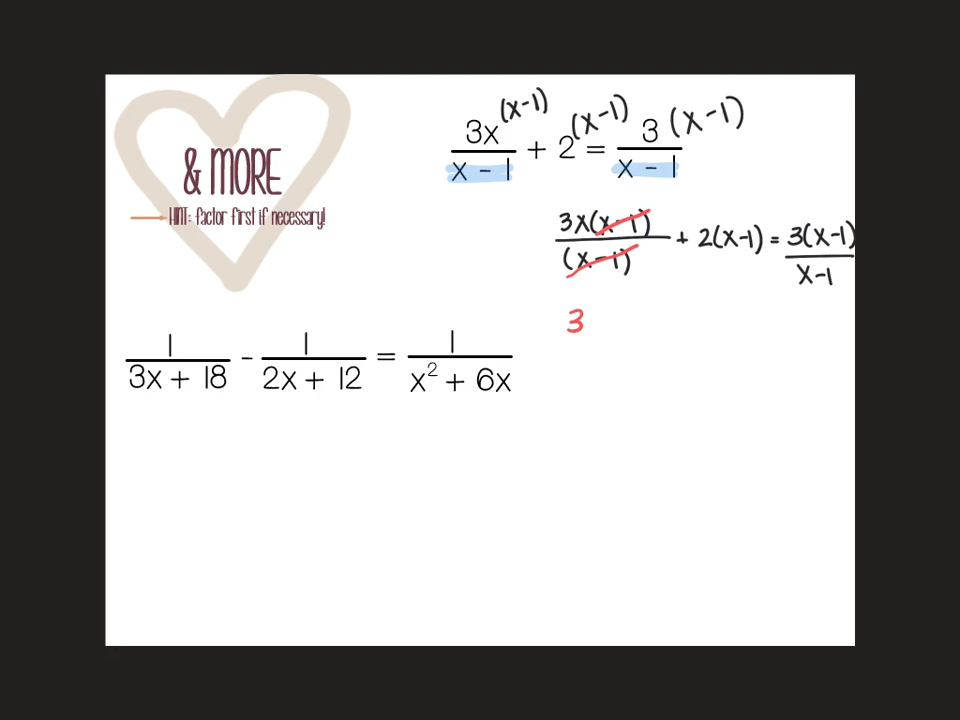 & MORE
HINT: factor first if necessary!
3x (x-1) / x - 1 + 2 (x-1) = 3 (x-1) / x - 1
3x(x-1) / (x-1) + 2(x-1) = 3(x-1) / x-1
3
1 / 3x + 18 - 1 / 2x + 12 = 1 / x² + 6x